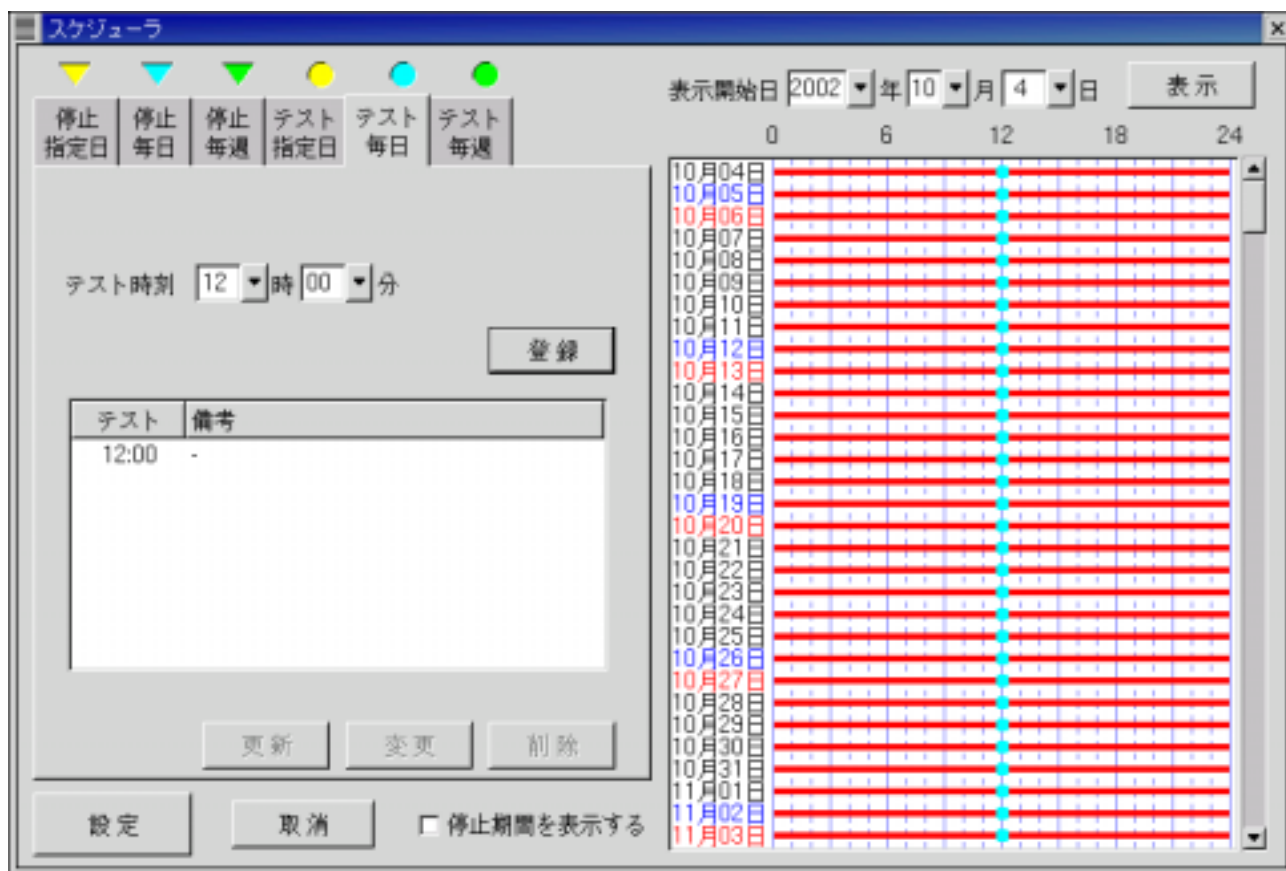 スケジューラ
停止
指定日
停止
毎日
停止
毎週
テスト
指定日
テスト
毎日
テスト
毎週
テスト時刻 12 時 00 分
登録
テスト 備考
12:00 -
更新 変更 削除
設定 取消 停止期間を表示する
表示開始日 2002 年 10 月 4 日 表示
0 6 12 18 24
10月04日
10月05日
10月06日
10月07日
10月08日
10月09日
10月10日
10月11日
10月12日
10月13日
10月14日
10月15日
10月16日
10月17日
10月18日
10月19日
10月20日
10月21日
10月22日
10月23日
10月24日
10月25日
10月26日
10月27日
10月28日
10月29日
10月30日
10月31日
11月01日
11月02日
11月03日